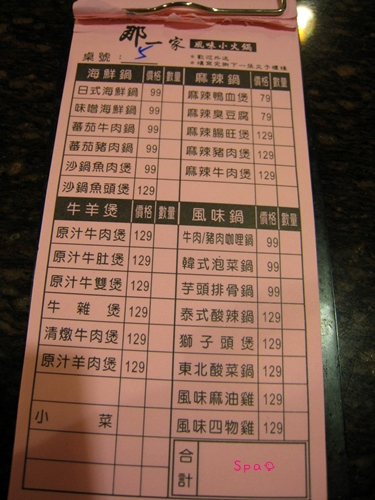 那一家 風味小火鍋
桌號: 5
*歡迎外送
海鮮鍋 價格 數量 麻辣鍋 價格 數量
日式海鮮鍋 99 麻辣鴨血煲 79
味噌海鮮鍋 99 麻辣臭豆腐 79
蕃茄牛肉鍋 99 麻辣腸旺煲 129
蕃茄豬肉鍋 99 麻辣豬肉煲 129
沙鍋魚肉煲 99 麻辣牛肉煲 129
沙鍋魚頭煲 129
牛羊煲 價格 數量 風味鍋 價格 數量
原汁牛肉煲 129 牛肉/豬肉咖哩鍋 99
原汁牛肚煲 129 韓式泡菜鍋 99
原汁牛雙煲 129 芋頭排骨鍋 99
牛雜煲 129 泰式酸辣鍋 129
清燉牛肉煲 129 獅子頭煲 129
原汁羊肉煲 129 東北酸菜鍋 129
風味麻油雞 129
小菜 風味四物雞 129
合計
Spa